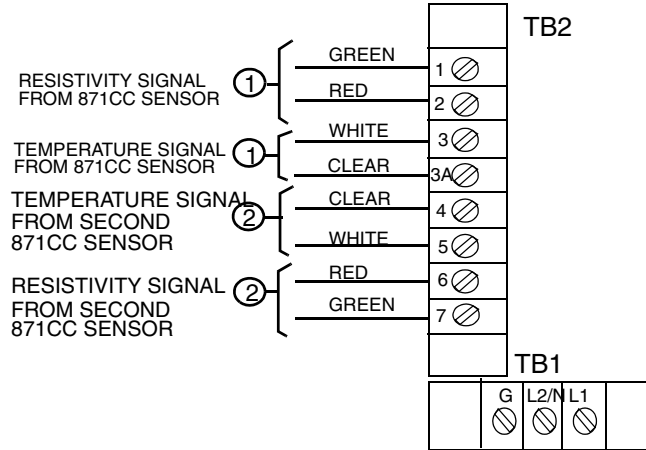 TB2
RESISTIVITY SIGNAL
FROM 871CC SENSOR
1
GREEN
1
RED
2
TEMPERATURE SIGNAL
FROM 871CC SENSOR
1
WHITE
3
CLEAR
3A
TEMPERATURE SIGNAL
FROM SECOND
871CC SENSOR
2
CLEAR
4
WHITE
5
RESISTIVITY SIGNAL
FROM SECOND
871CC SENSOR
2
RED
6
GREEN
7
TB1
G L2/N L1